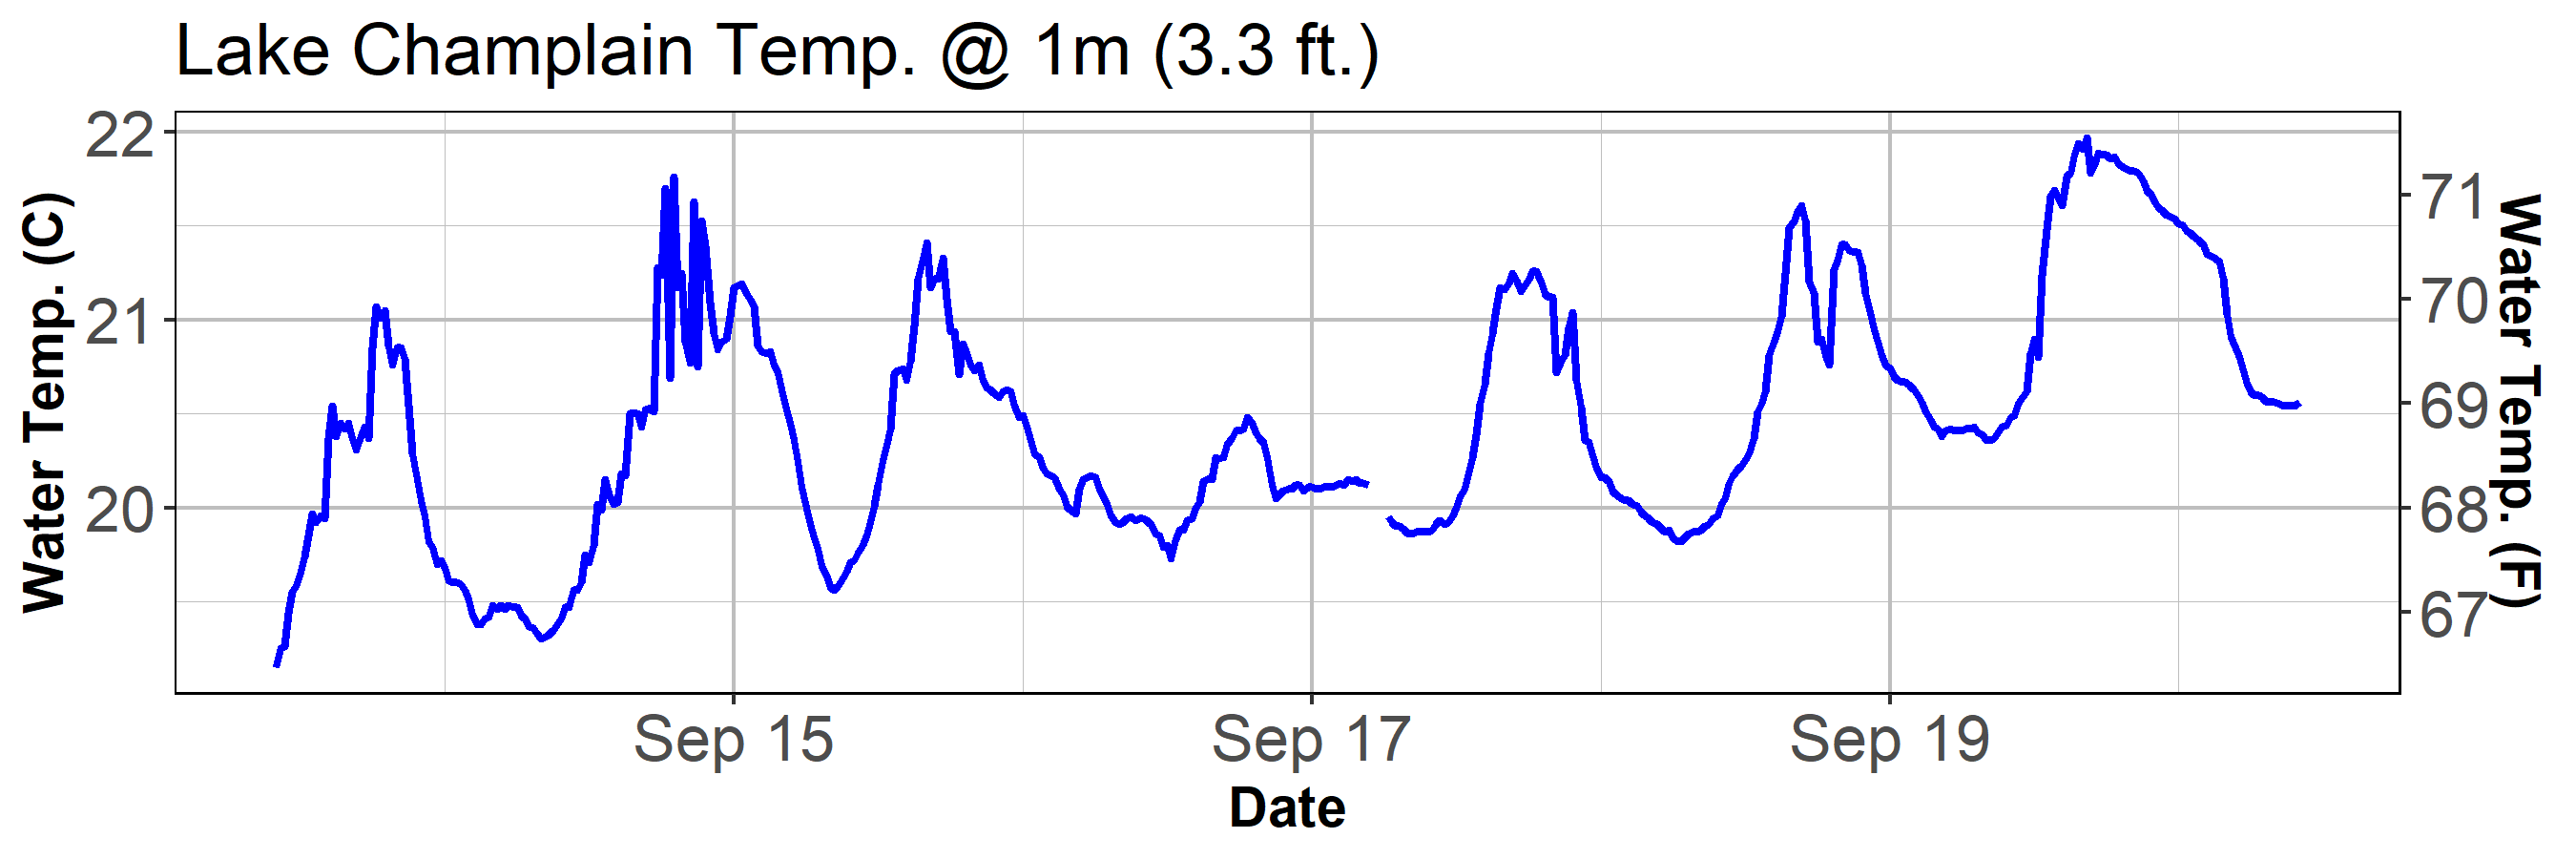 Lake Champlain Temp. @ 1m (3.3 ft.)
Water Temp. (C)
22
21
20
71
70
69
68
67
Water Temp. (F)
Sep 15
Sep 17
Sep 19
Date